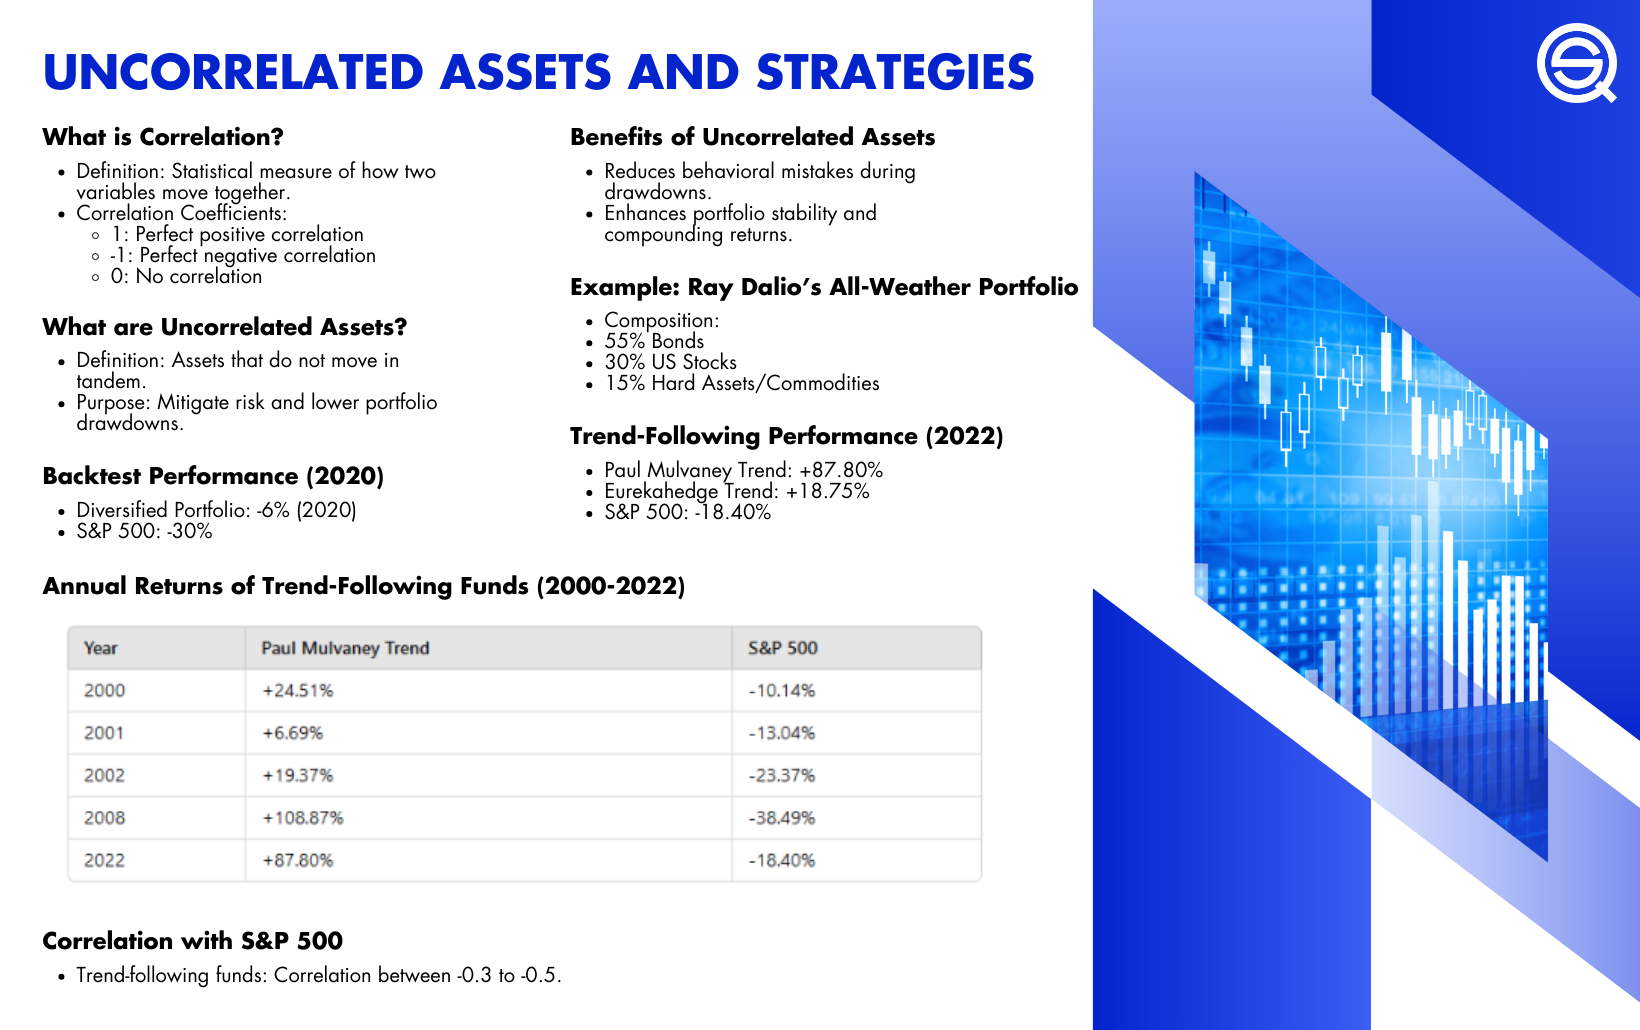 UNCORRELATED ASSETS AND STRATEGIES
What is Correlation?
• Definition: Statistical measure of how two
variables move together.
• Correlation Coefficients:
◦ 1: Perfect positive correlation
◦ -1: Perfect negative correlation
◦ 0: No correlation
What are Uncorrelated Assets?
• Definition: Assets that do not move in
tandem.
• Purpose: Mitigate risk and lower portfolio
drawdowns.
Backtest Performance (2020)
• Diversified Portfolio: -6% (2020)
• S&P 500: -30%
Benefits of Uncorrelated Assets
• Reduces behavioral mistakes during
drawdowns.
• Enhances portfolio stability and
compounding returns.
Example: Ray Dalio’s All-Weather Portfolio
• Composition:
• 55% Bonds
• 30% US Stocks
• 15% Hard Assets/Commodities
Trend-Following Performance (2022)
• Paul Mulvaney Trend: +87.80%
• Eurekahedge Trend: +18.75%
• S&P 500: -18.40%
Annual Returns of Trend-Following Funds (2000-2022)
Year Paul Mulvaney Trend S&P 500
2000 +24.51% -10.14%
2001 +6.69% -13.04%
2002 +19.37% -23.37%
2008 +108.87% -38.49%
2022 +87.80% -18.40%
Correlation with S&P 500
• Trend-following funds: Correlation between -0.3 to -0.5.